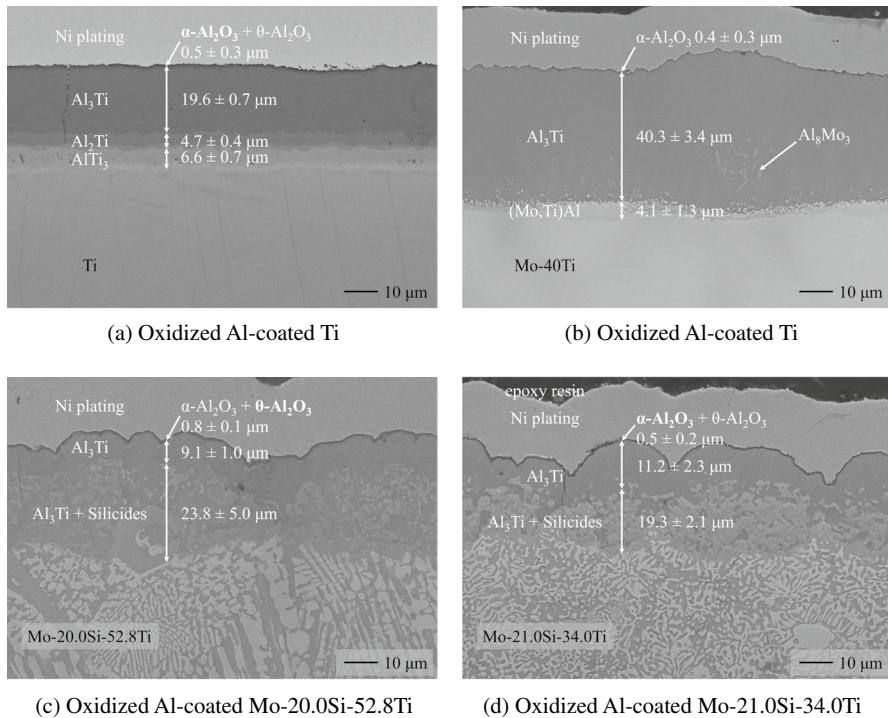 Ni plating
α-Al₂O₃ + θ-Al₂O₃
0.5 ± 0.3 μm
Al₃Ti
19.6 ± 0.7 μm
Al₂Ti
4.7 ± 0.4 μm
AlTi₃
6.6 ± 0.7 μm
Ti
10 μm
(a) Oxidized Al-coated Ti
Ni plating
α-Al₂O₃ 0.4 ± 0.3 μm
Al₃Ti
40.3 ± 3.4 μm
Al₈Mo₃
(Mo,Ti)Al
4.1 ± 1.3 μm
Mo-40Ti
10 μm
(b) Oxidized Al-coated Ti
Ni plating
α-Al₂O₃ + θ-Al₂O₃
0.8 ± 0.1 μm
Al₃Ti
9.1 ± 1.0 μm
Al₃Ti + Silicides
23.8 ± 5.0 μm
Mo-20.0Si-52.8Ti
10 μm
(c) Oxidized Al-coated Mo-20.0Si-52.8Ti
epoxy resin
Ni plating
α-Al₂O₃ + θ-Al₂O₃
0.5 ± 0.2 μm
Al₃Ti
11.2 ± 2.3 μm
Al₃Ti + Silicides
19.3 ± 2.1 μm
Mo-21.0Si-34.0Ti
10 μm
(d) Oxidized Al-coated Mo-21.0Si-34.0Ti